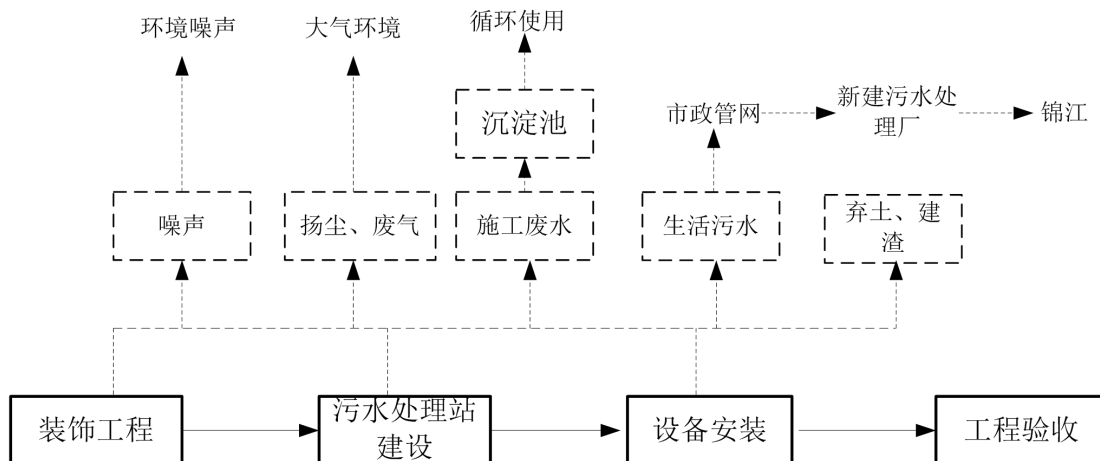 环境噪声
大气环境
循环使用
沉淀池
市政管网
新建污水处
理厂
锦江
噪声
扬尘、废气
施工废水
生活污水
弃土、建
渣
装饰工程
污水处理站
建设
设备安装
工程验收